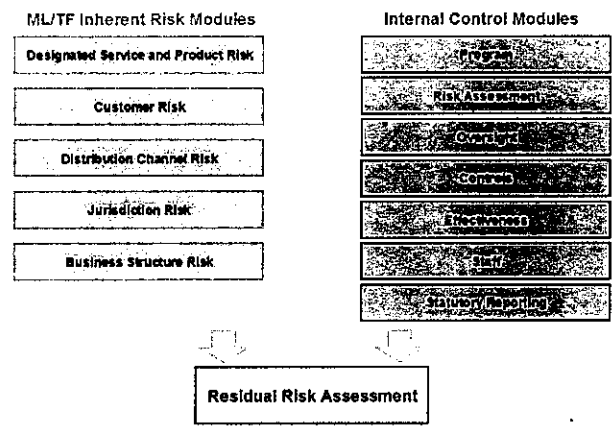 ML/TF Inherent Risk Modules
Designated Service and Product Risk
Customer Risk
Distribution Channel Risk
Jurisdiction Risk
Business Structure Risk
Internal Control Modules
Program
Risk Assessment
Oversight
Controls
Effectiveness
Staff
Statutory Reporting
Residual Risk Assessment